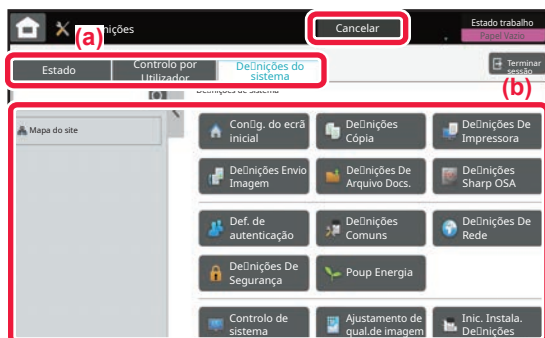 Cancelar
Estado trabalho
Papel Vazio
(a)
Estado
Controlo por
Utilizador
De▯nições do
sistema
Terminar
sessão
(b)
Mapa do site
Con▯g. do ecrã
inicial
De▯nições
Cópia
De▯nições De
Impressora
De▯nições Envio
Imagem
De▯nições De
Arquivo Docs.
De▯nições
Sharp OSA
Def. de
autenticação
De▯nições
Comuns
De▯nições De
Rede
De▯nições De
Segurança
Poup Energia
Controlo de
sistema
Ajustamento de
qual.de imagem
Inic. Instala.
De▯nições